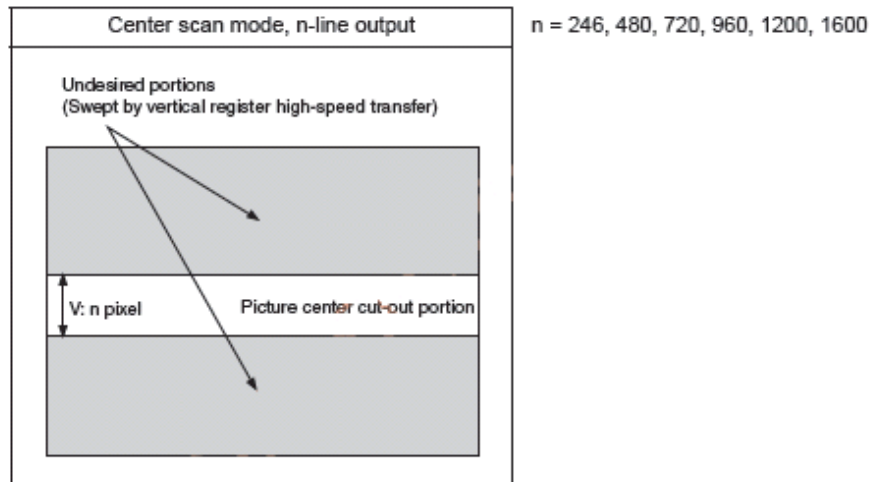 Center scan mode, n-line output
n = 246, 480, 720, 960, 1200, 1600
Undesired portions
(Swept by vertical register high-speed transfer)
V: n pixel
Picture center cut-out portion